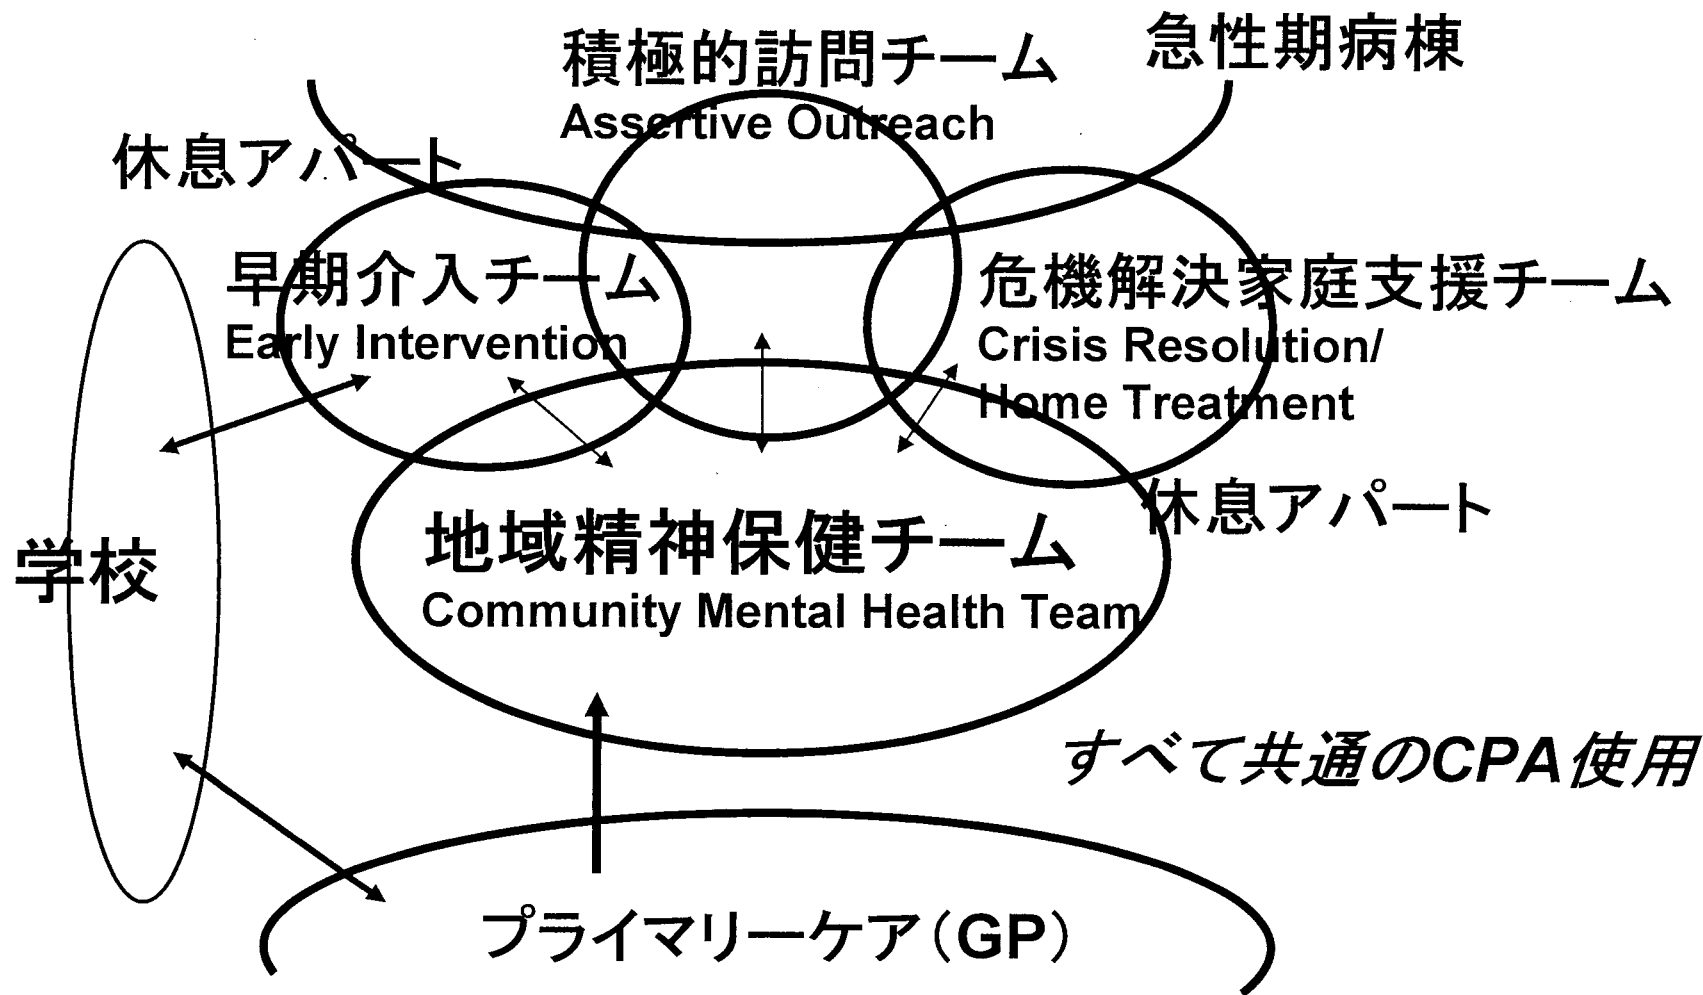 急性期病棟
積極的訪問チーム
Assertive Outreach
休息アパート
早期介入チーム
Early Intervention
危機解決家庭支援チーム
Crisis Resolution/
Home Treatment
休息アパート
学校
地域精神保健チーム
Community Mental Health Team
すべて共通のCPA使用
プライマリーケア（GP）